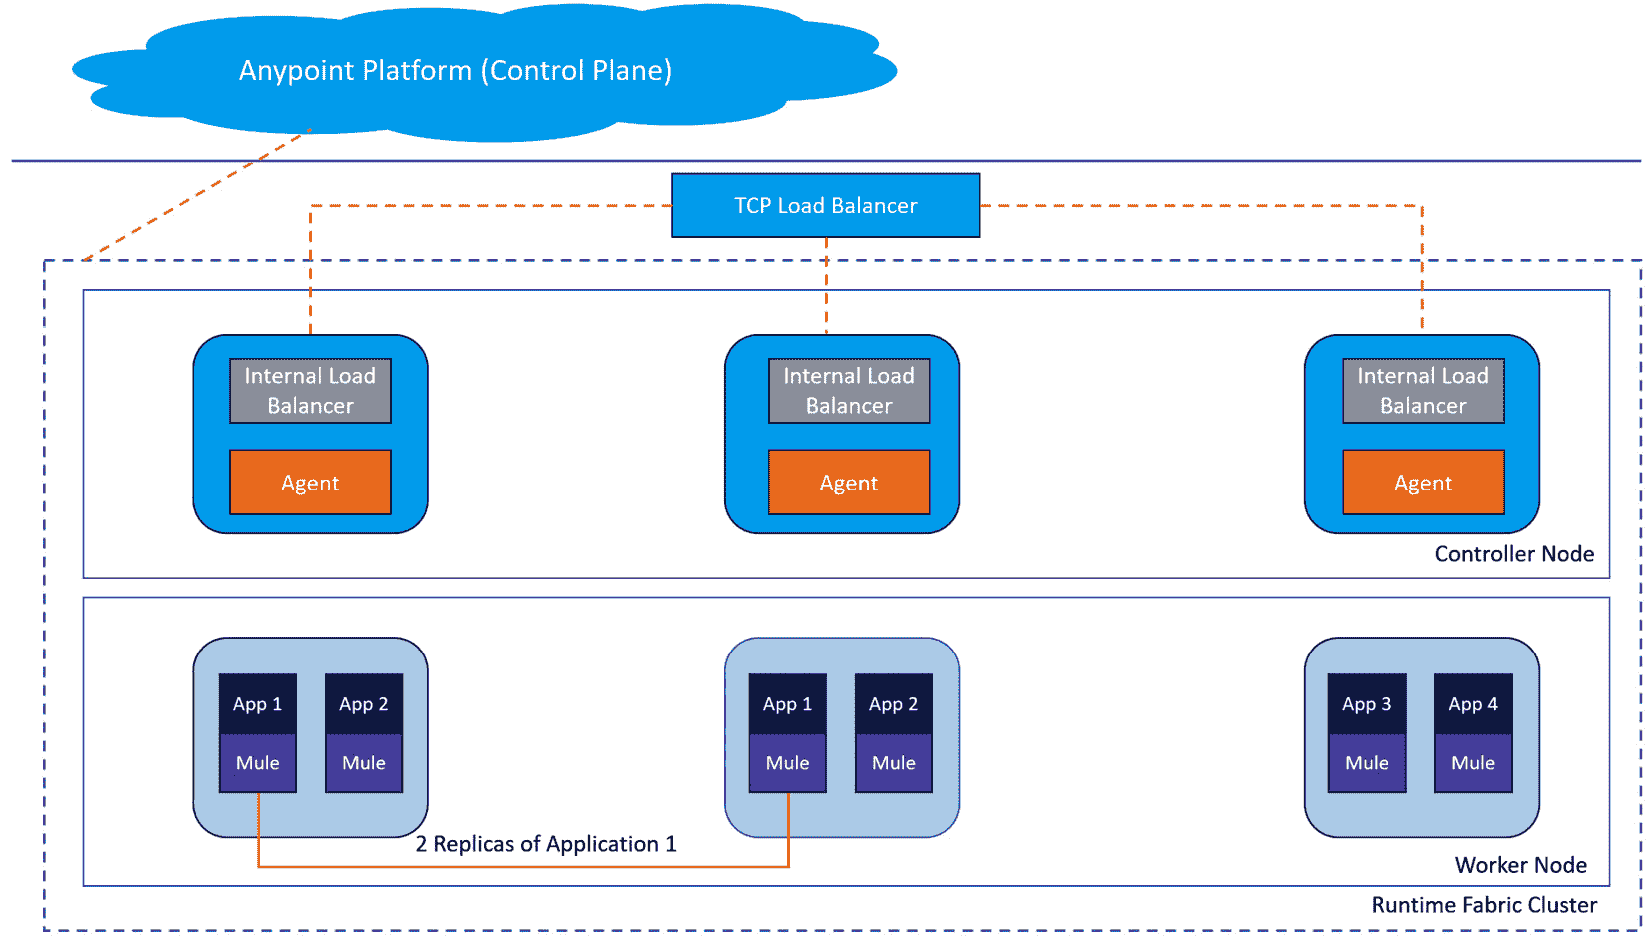 Anypoint Platform (Control Plane)
TCP Load Balancer
Internal Load
Balancer
Agent
Internal Load
Balancer
Agent
Internal Load
Balancer
Agent
Controller Node
App 1
Mule
App 2
Mule
App 1
Mule
App 2
Mule
App 3
Mule
App 4
Mule
2 Replicas of Application 1
Worker Node
Runtime Fabric Cluster